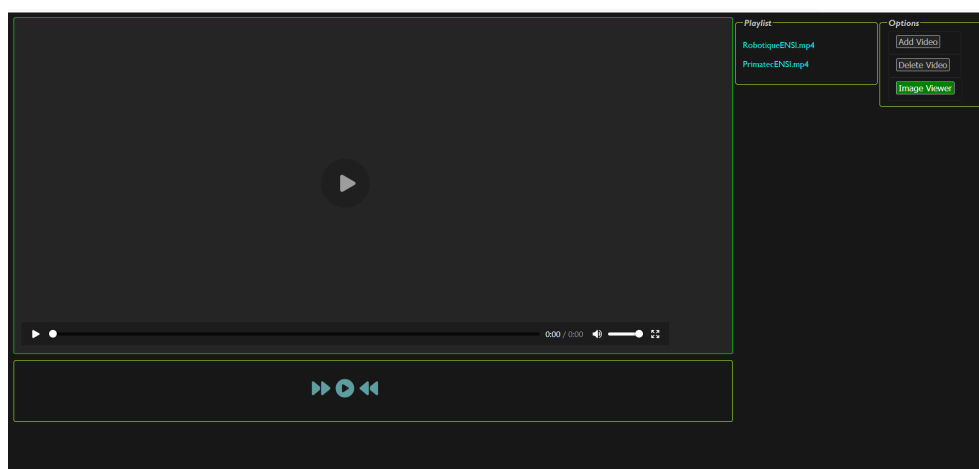 Playlist
RobotiqueENSI.mp4
PrimatecENSI.mp4
Options
Add Video
Delete Video
Image Viewer
0:00 / 0:00